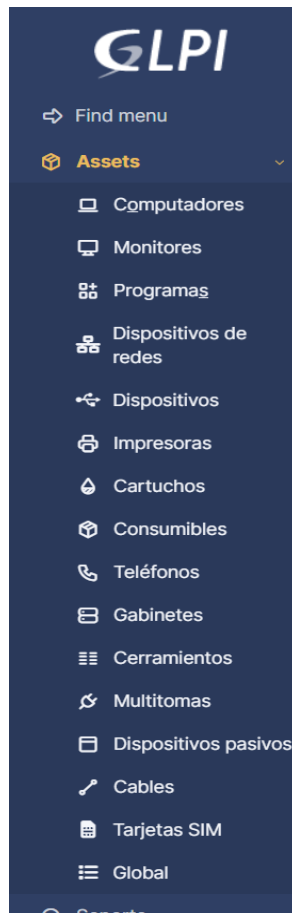 GLPI
Find menu
Assets
Computadores
Monitores
Programas
Dispositivos de
redes
Dispositivos
Impresoras
Cartuchos
Consumibles
Teléfonos
Gabinetes
Cerramientos
Multitomas
Dispositivos pasivos
Cables
Tarjetas SIM
Global